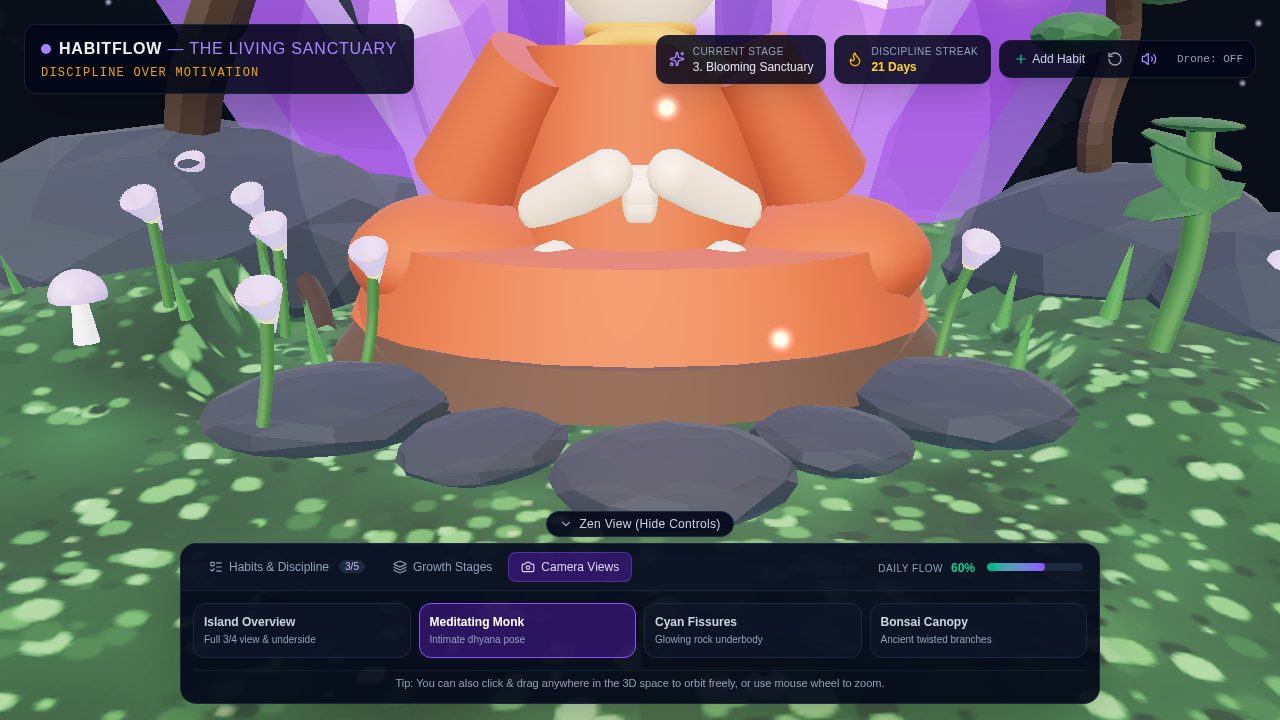 HABITFLOW — THE LIVING SANCTUARY
DISCIPLINE OVER MOTIVATION
CURRENT STAGE
3. Blooming Sanctuary
DISCIPLINE STREAK
21 Days
Add Habit
Drone: OFF
Zen View (Hide Controls)
Habits & Discipline 3/5
Growth Stages
Camera Views
DAILY FLOW 60%
Island Overview
Full 3/4 view & underside
Meditating Monk
Intimate dhyana pose
Cyan Fissures
Glowing rock underbody
Bonsai Canopy
Ancient twisted branches
Tip: You can also click & drag anywhere in the 3D space to orbit freely, or use mouse wheel to zoom.